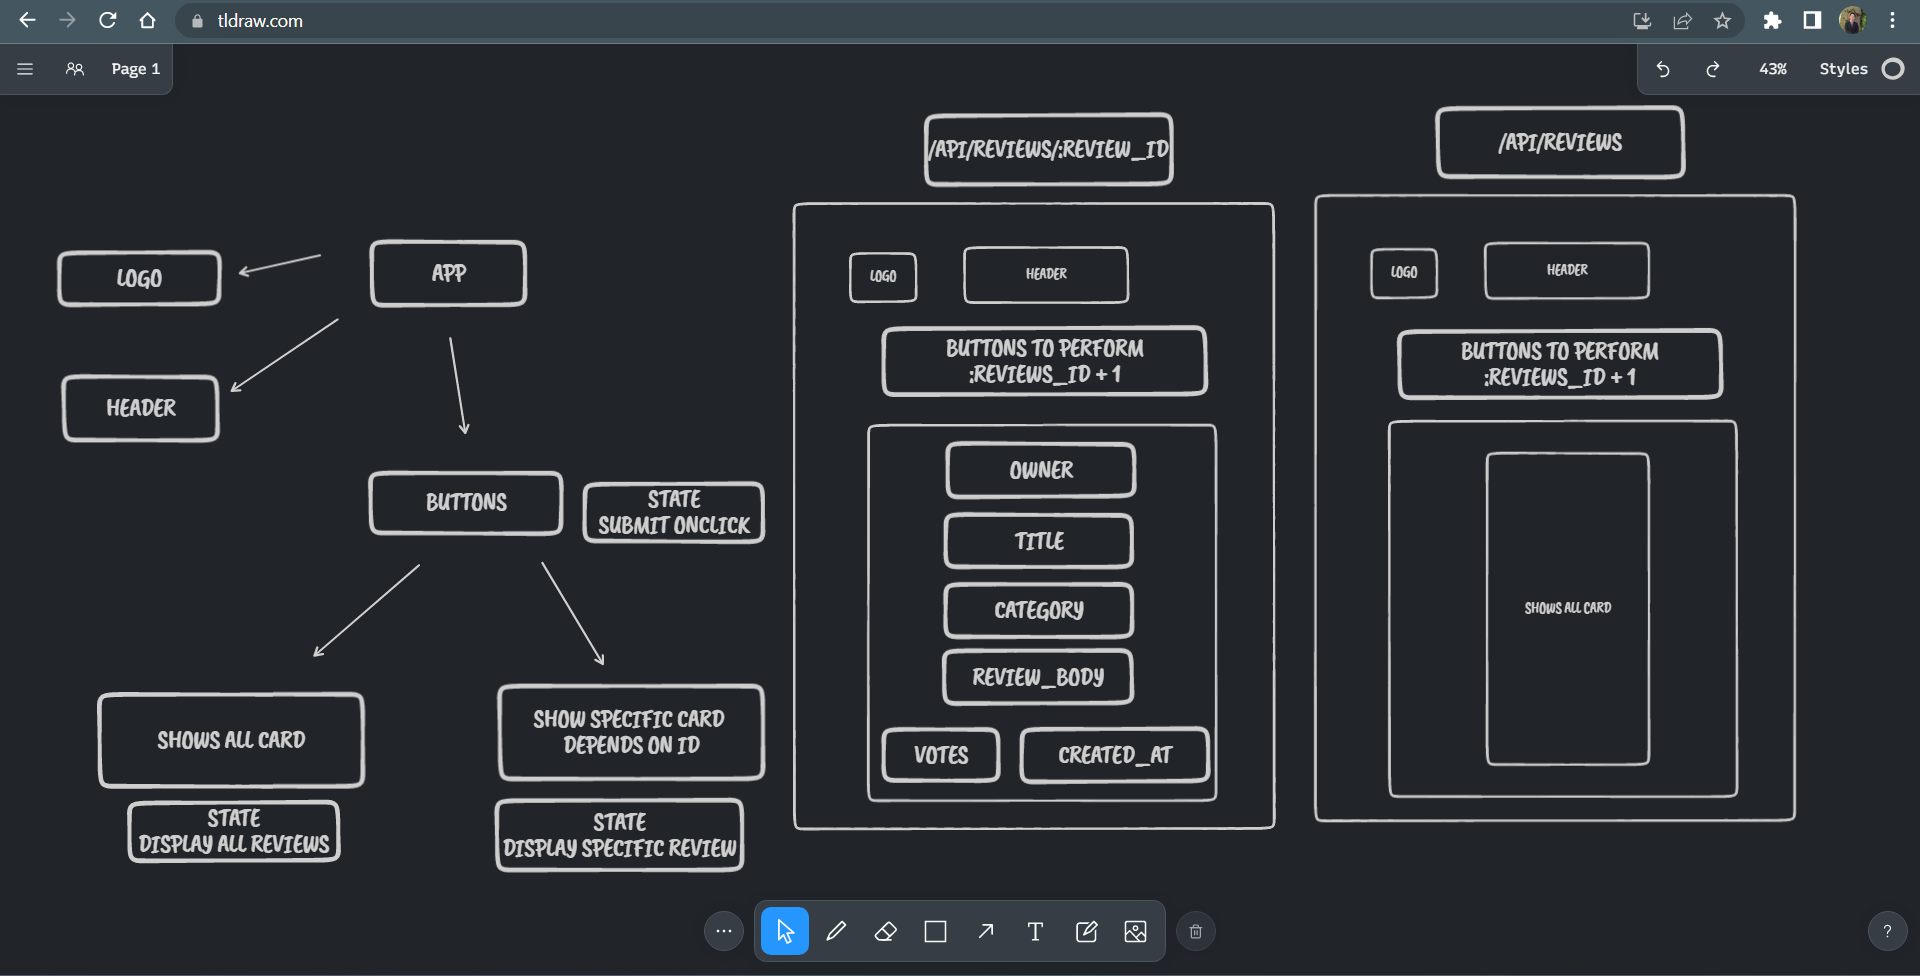 tldraw.com
Page 1
43%
Styles
LOGO
APP
HEADER
BUTTONS
STATE
SUBMIT ONCLICK
SHOWS ALL CARD
SHOW SPECIFIC CARD
DEPENDS ON ID
STATE
DISPLAY ALL REVIEWS
STATE
DISPLAY SPECIFIC REVIEW
/API/REVIEWS/:REVIEW_ID
LOGO
HEADER
BUTTONS TO PERFORM
:REVIEWS_ID + 1
OWNER
TITLE
CATEGORY
REVIEW_BODY
VOTES
CREATED_AT
/API/REVIEWS
LOGO
HEADER
BUTTONS TO PERFORM
:REVIEWS_ID + 1
SHOWS ALL CARD
T
?